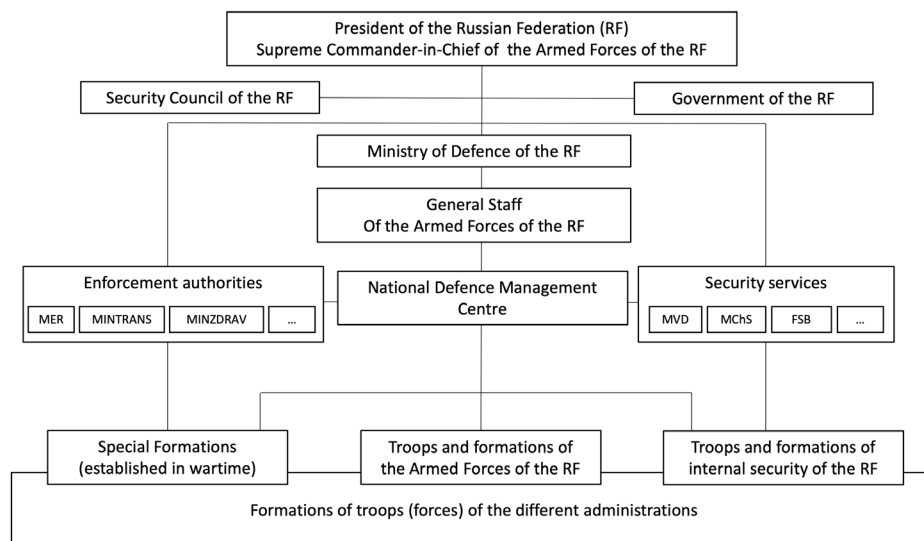 President of the Russian Federation (RF)
Supreme Commander-in-Chief of the Armed Forces of the RF
Security Council of the RF
Government of the RF
Ministry of Defence of the RF
General Staff
Of the Armed Forces of the RF
Enforcement authorities
MER
MINTRANS
MINZDRAV
...
National Defence Management
Centre
Security services
MVD
MChS
FSB
...
Special Formations
(established in wartime)
Troops and formations of
the Armed Forces of the RF
Troops and formations of
internal security of the RF
Formations of troops (forces) of the different administrations